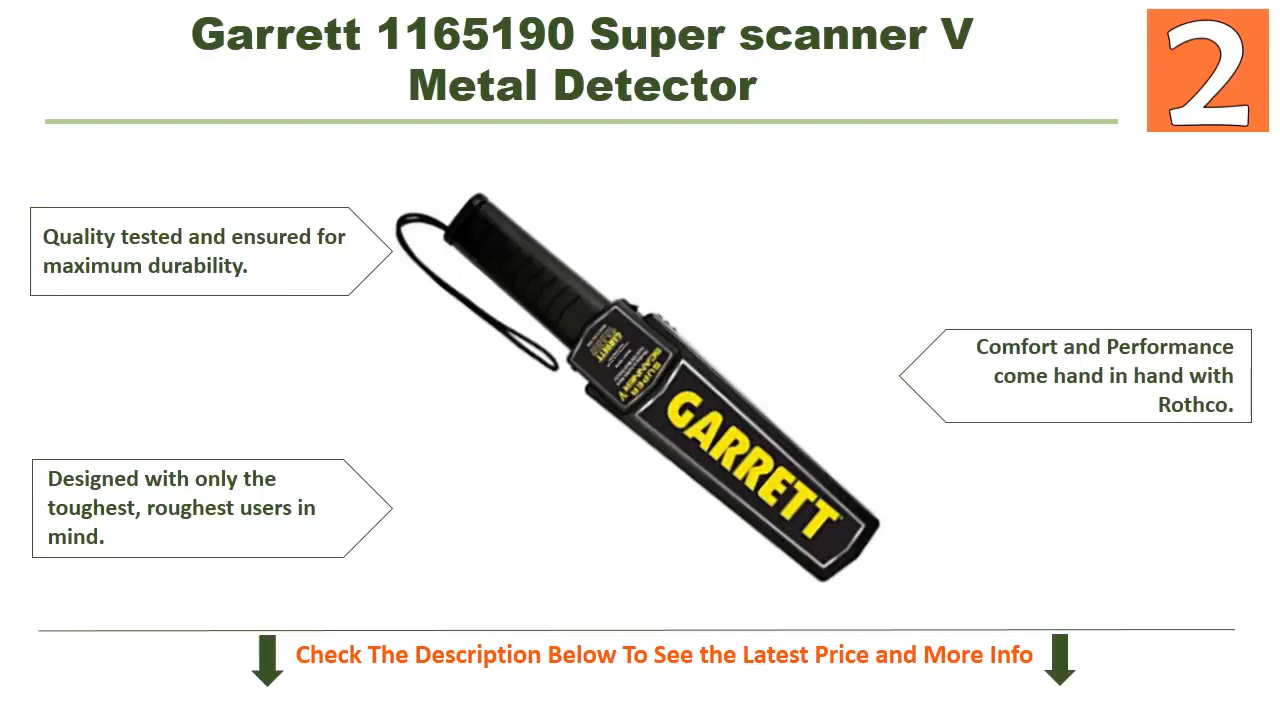 Garrett 1165190 Super scanner V
Metal Detector
2
Quality tested and ensured for
maximum durability.
Comfort and Performance
come hand in hand with
Rothco.
Designed with only the
toughest, roughest users in
mind.
GARRETT
SUPER
SCANNER V
GARRETT
Check The Description Below To See the Latest Price and More Info